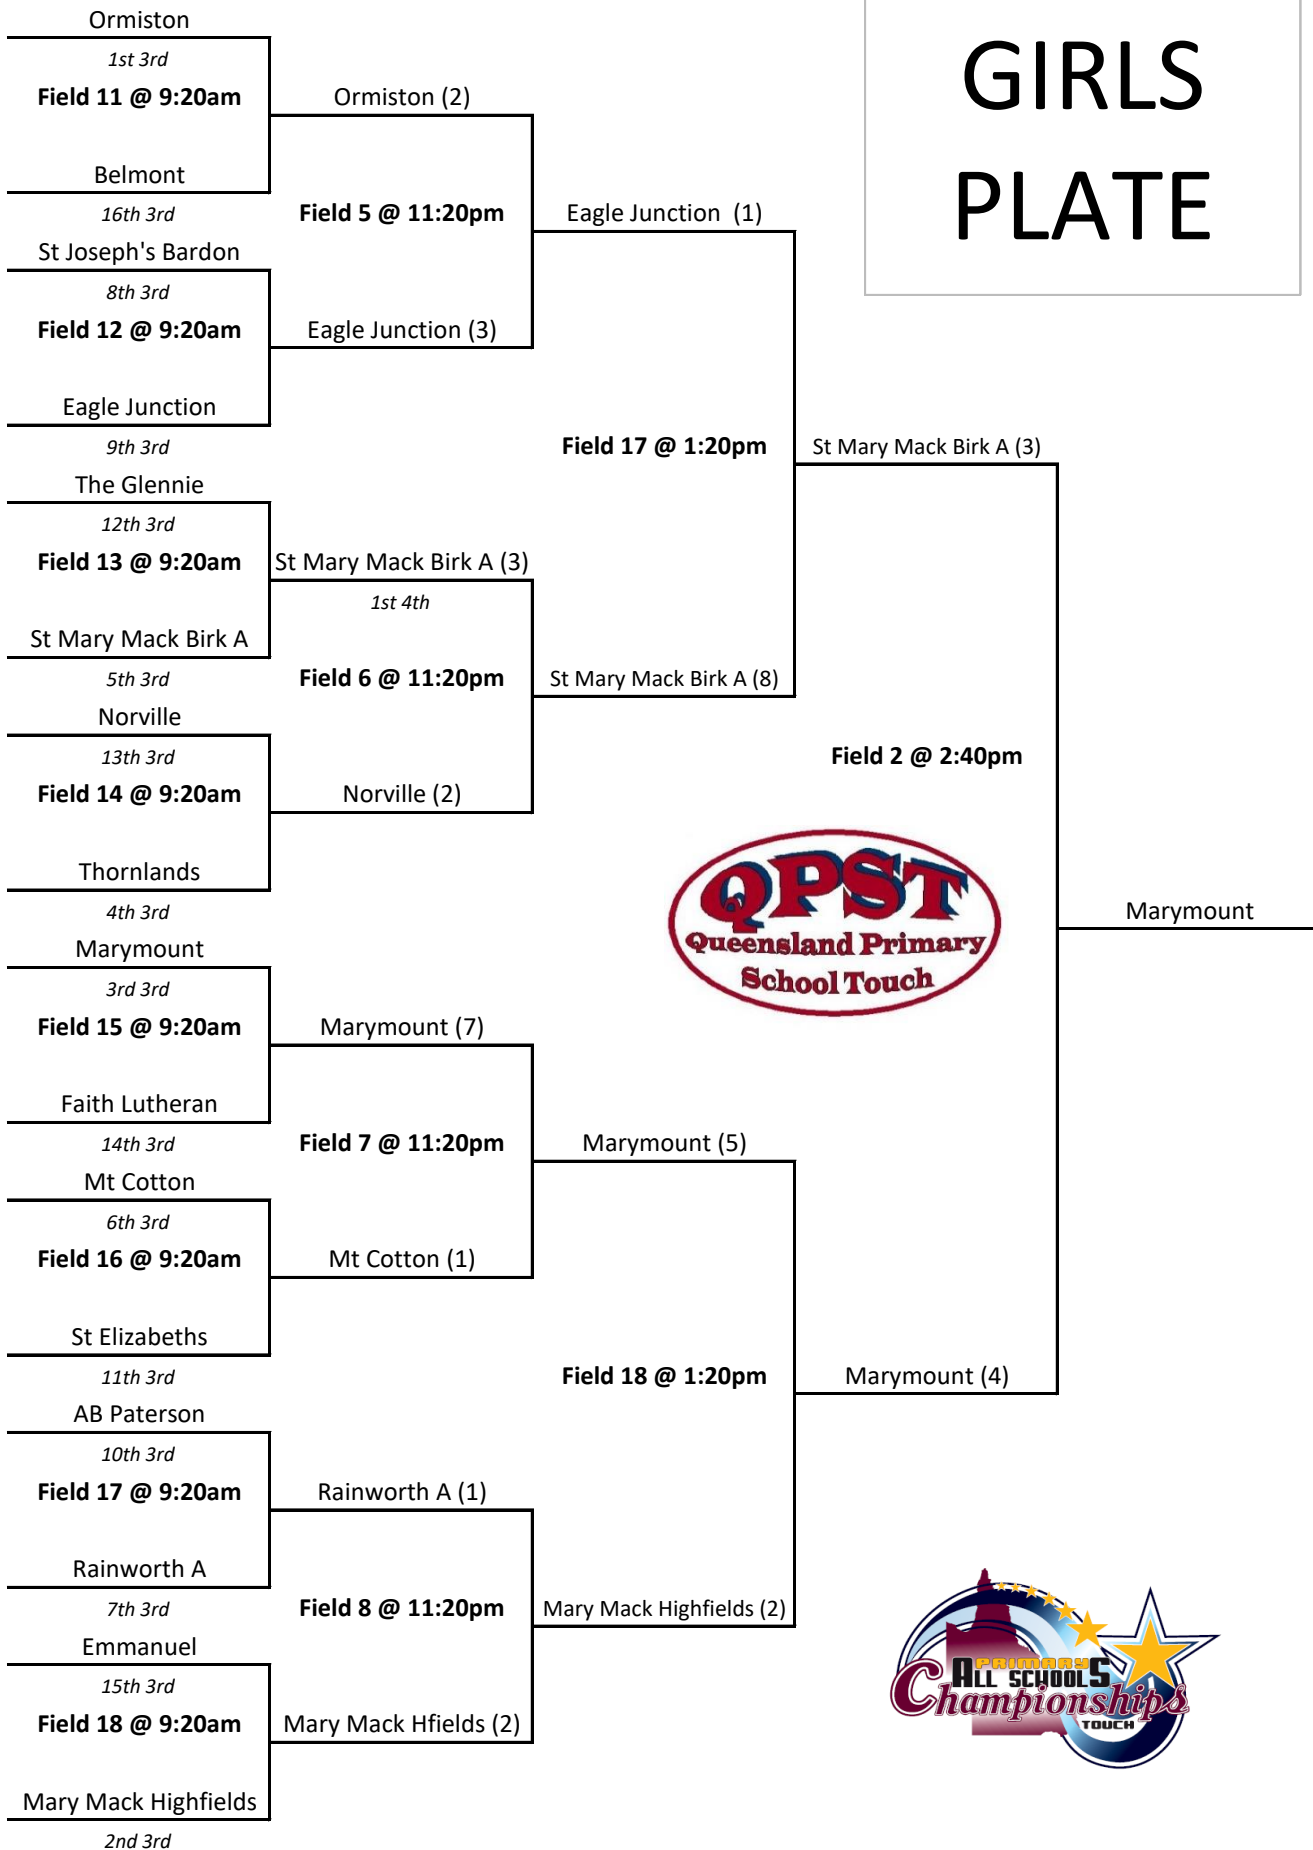 GIRLS
PLATE
Ormiston
1st 3rd
Field 11 @ 9:20am
Belmont
16th 3rd
St Joseph's Bardon
8th 3rd
Field 12 @ 9:20am
Eagle Junction
9th 3rd
The Glennie
12th 3rd
Field 13 @ 9:20am
St Mary Mack Birk A
5th 3rd
Norville
13th 3rd
Field 14 @ 9:20am
Thornlands
4th 3rd
Marymount
3rd 3rd
Field 15 @ 9:20am
Faith Lutheran
14th 3rd
Mt Cotton
6th 3rd
Field 16 @ 9:20am
St Elizabeths
11th 3rd
AB Paterson
10th 3rd
Field 17 @ 9:20am
Rainworth A
7th 3rd
Emmanuel
15th 3rd
Field 18 @ 9:20am
Mary Mack Highfields
2nd 3rd
Ormiston (2)
Field 5 @ 11:20pm
Eagle Junction (3)
St Mary Mack Birk A (3)
1st 4th
Field 6 @ 11:20pm
Norville (2)
Marymount (7)
Field 7 @ 11:20pm
Mt Cotton (1)
Rainworth A (1)
Field 8 @ 11:20pm
Mary Mack Hfields (2)
Eagle Junction (1)
Field 17 @ 1:20pm
St Mary Mack Birk A (8)
Marymount (5)
Field 18 @ 1:20pm
Mary Mack Highfields (2)
St Mary Mack Birk A (3)
Field 2 @ 2:40pm
Marymount (4)
Marymount
QPST
Queensland Primary
School Touch
PRIMARY
ALL SCHOOLS
Championships
TOUCH